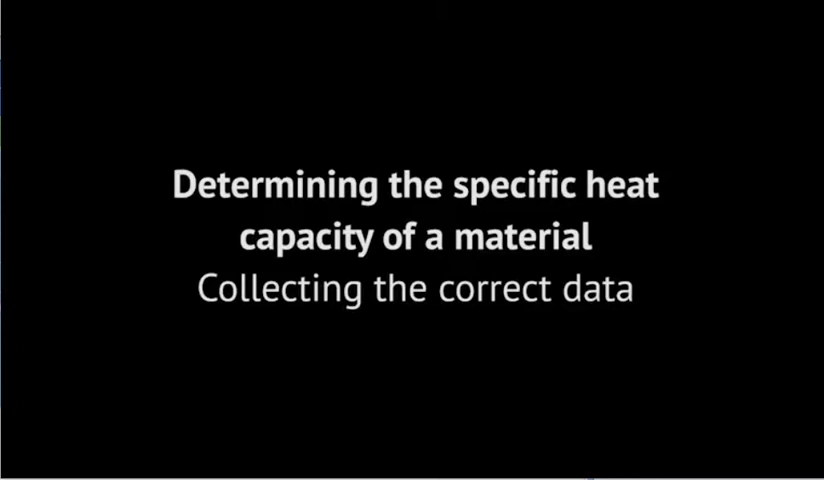 Determining the specific heat
capacity of a material
Collecting the correct data